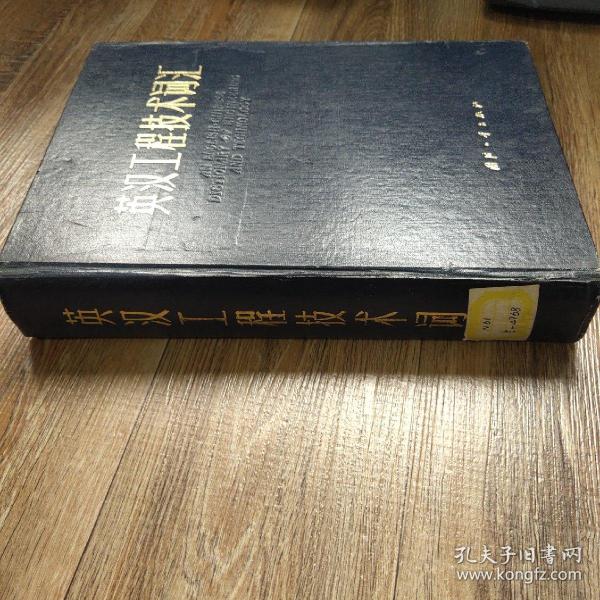 英汉工程技术词汇
AN ENGLISH-CHINESE
DICTIONARY OF ENGINEERING
AND TECHNOLOGY
国防工业出版社
英汉工程技术词
N61
孔夫子旧书网
www.kongfz.com